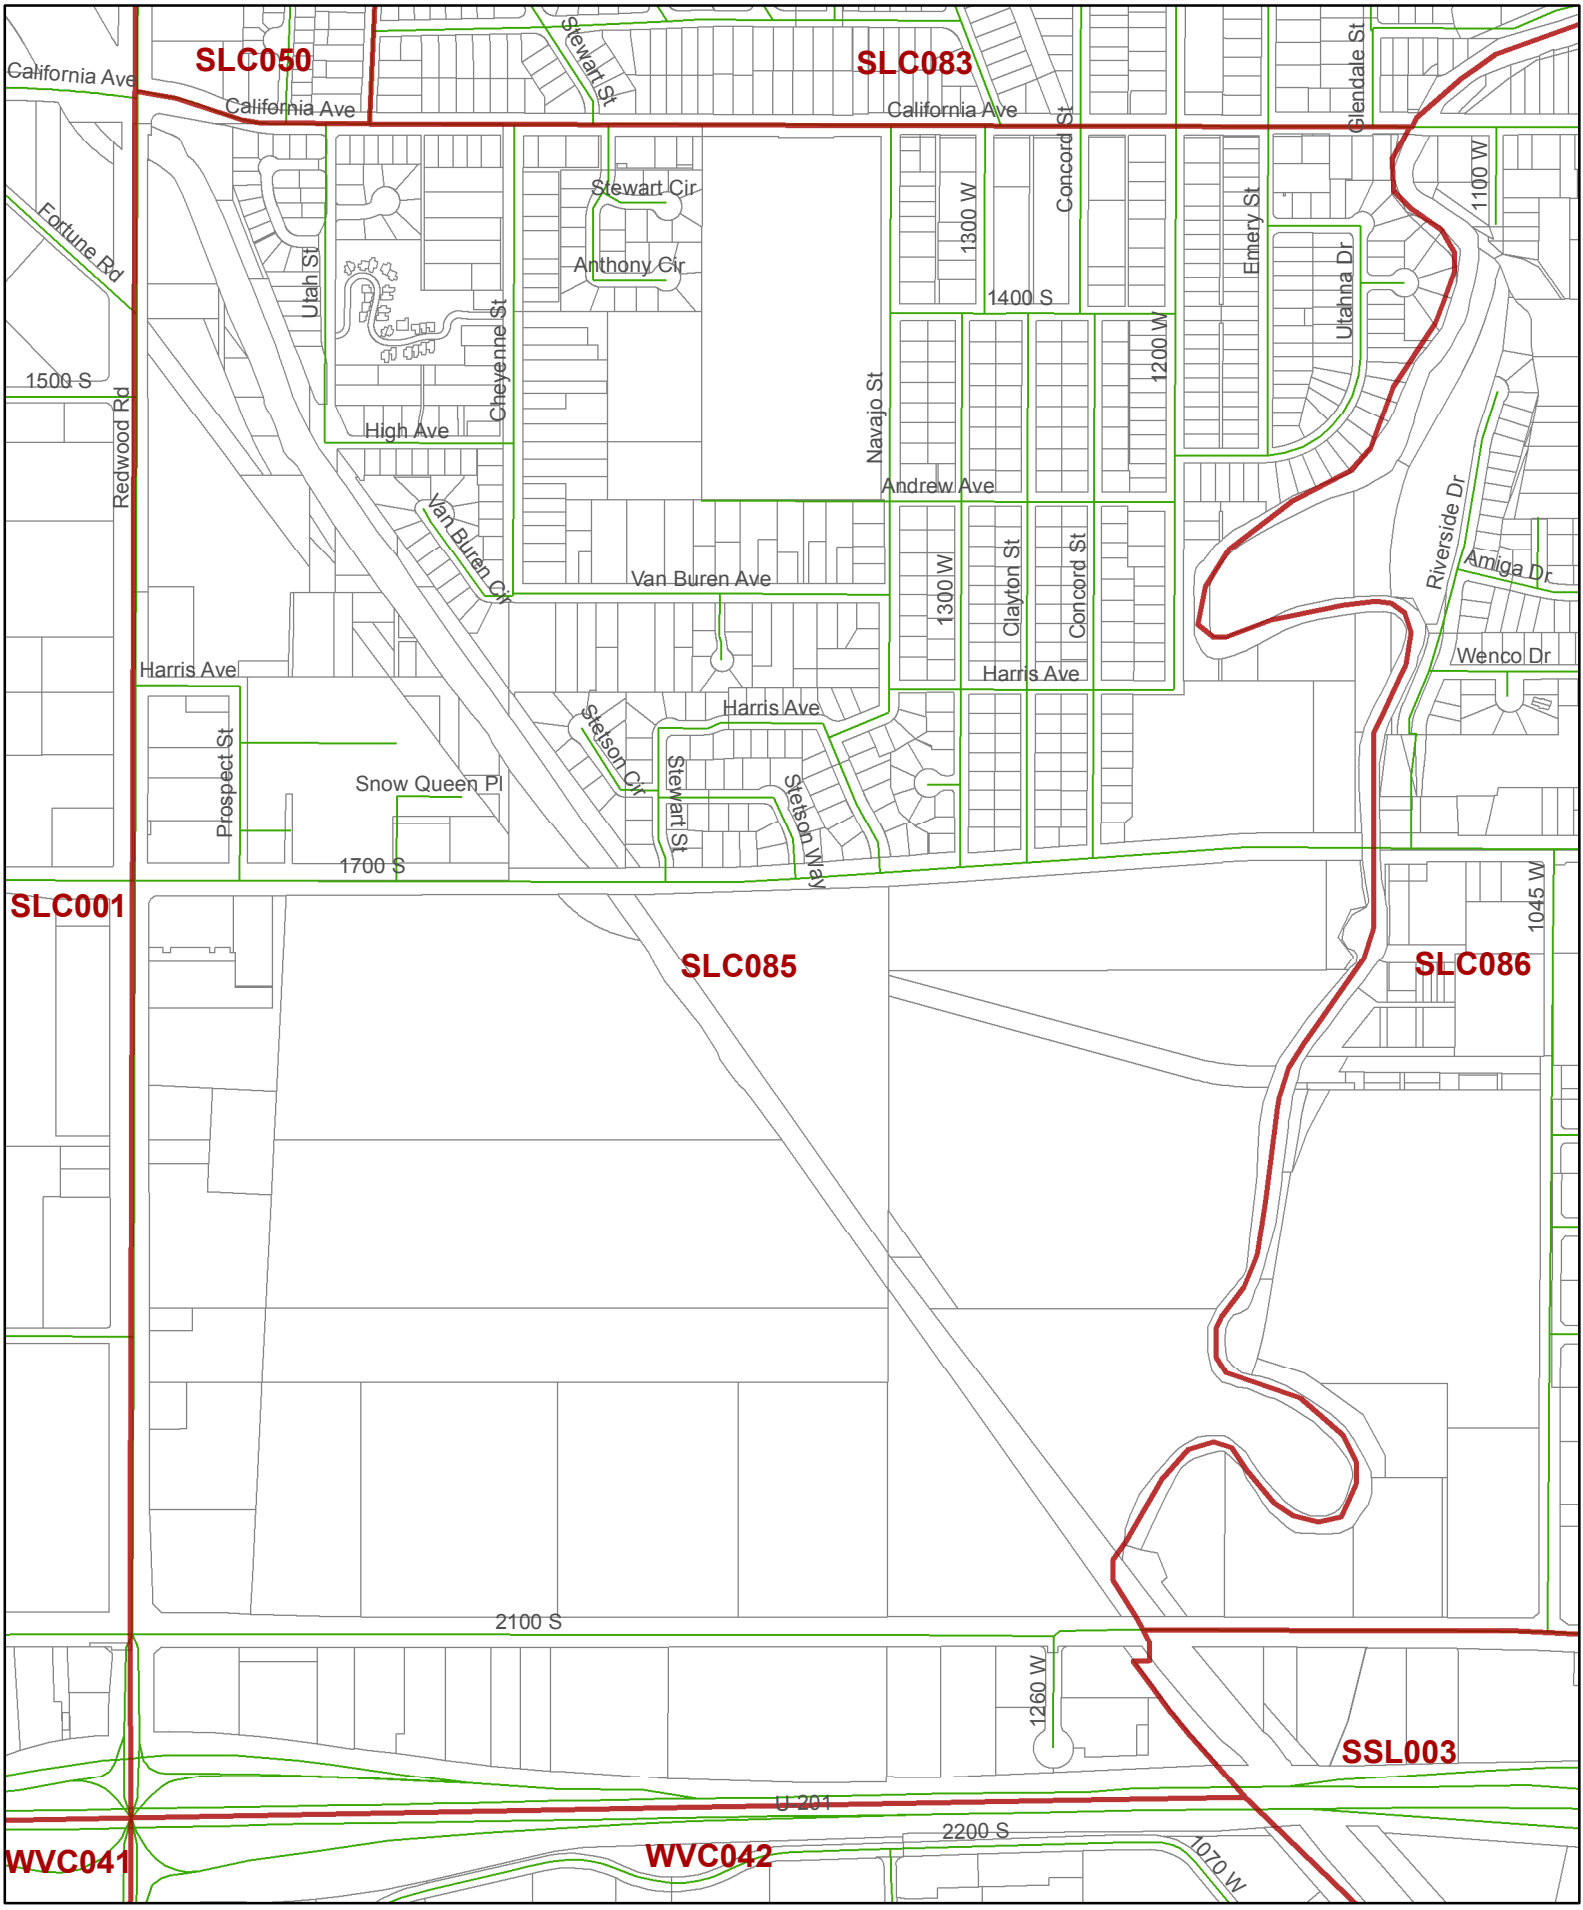 SLC050
SLC083
California Ave
California Ave
California Ave
Stewart St
Glendale St
Concord St
1100 W
Stewart Cir
1300 W
Fortune Rd
Utah St
Anthony Cir
Emery St
Utahna Dr
1400 S
Cheyenne St
1200 W
1500 S
Redwood Rd
High Ave
Navajo St
Andrew Ave
Van Buren Cir
Riverside Dr
Amiga Dr
Van Buren Ave
1300 W
Clayton St
Concord St
Harris Ave
Harris Ave
Wenco Dr
Harris Ave
Stetson Cir
Prospect St
Snow Queen Pl
Stewart St
Stetson Way
1700 S
SLC001
1045 W
SLC085
SLC086
2100 S
1260 W
SSL003
U 201
2200 S
WVC041
WVC042
1070 W